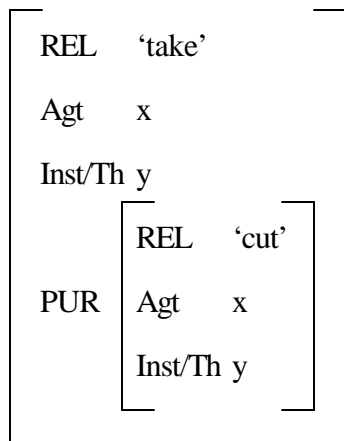 REL ‘take’
Agt x
Inst/Th y
REL ‘cut’
PUR Agt x
Inst/Th y